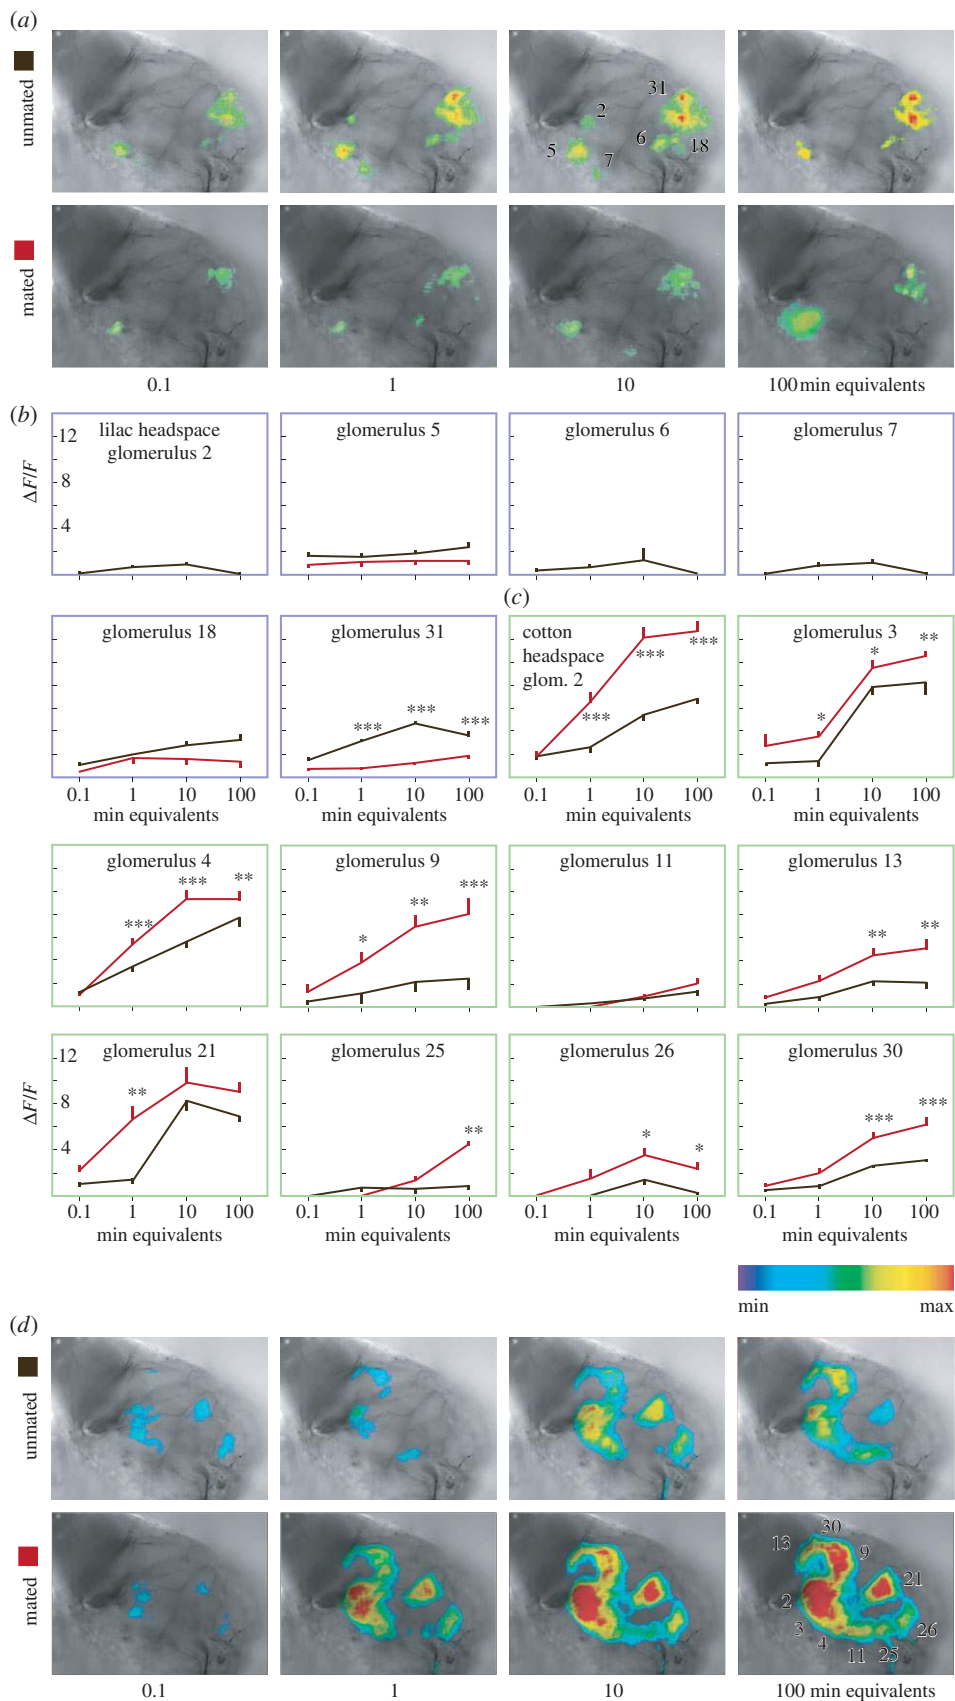 (a)
unmated
31
2
5
6
18
7
mated
0.1 1 10 100 min equivalents
(b)
lilac headspace
glomerulus 2
glomerulus 5
glomerulus 6
glomerulus 7
ΔF/F
12
8
4
(c)
glomerulus 18
glomerulus 31
cotton
headspace
glom. 2
glomerulus 3
*** *** ***
*** *** ***
* * **
0.1 1 10 100 0.1 1 10 100 0.1 1 10 100 0.1 1 10 100
min equivalents min equivalents min equivalents min equivalents
glomerulus 4
*** *** **
glomerulus 9
* ** ***
glomerulus 11
glomerulus 13
** **
glomerulus 21
**
glomerulus 25
**
glomerulus 26
* *
glomerulus 30
*** ***
ΔF/F
12
8
4
0.1 1 10 100 0.1 1 10 100 0.1 1 10 100 0.1 1 10 100
min equivalents min equivalents min equivalents min equivalents
min max
(d)
unmated
mated
30
13
9
21
2
3
4
11
25
26
0.1 1 10 100 min equivalents